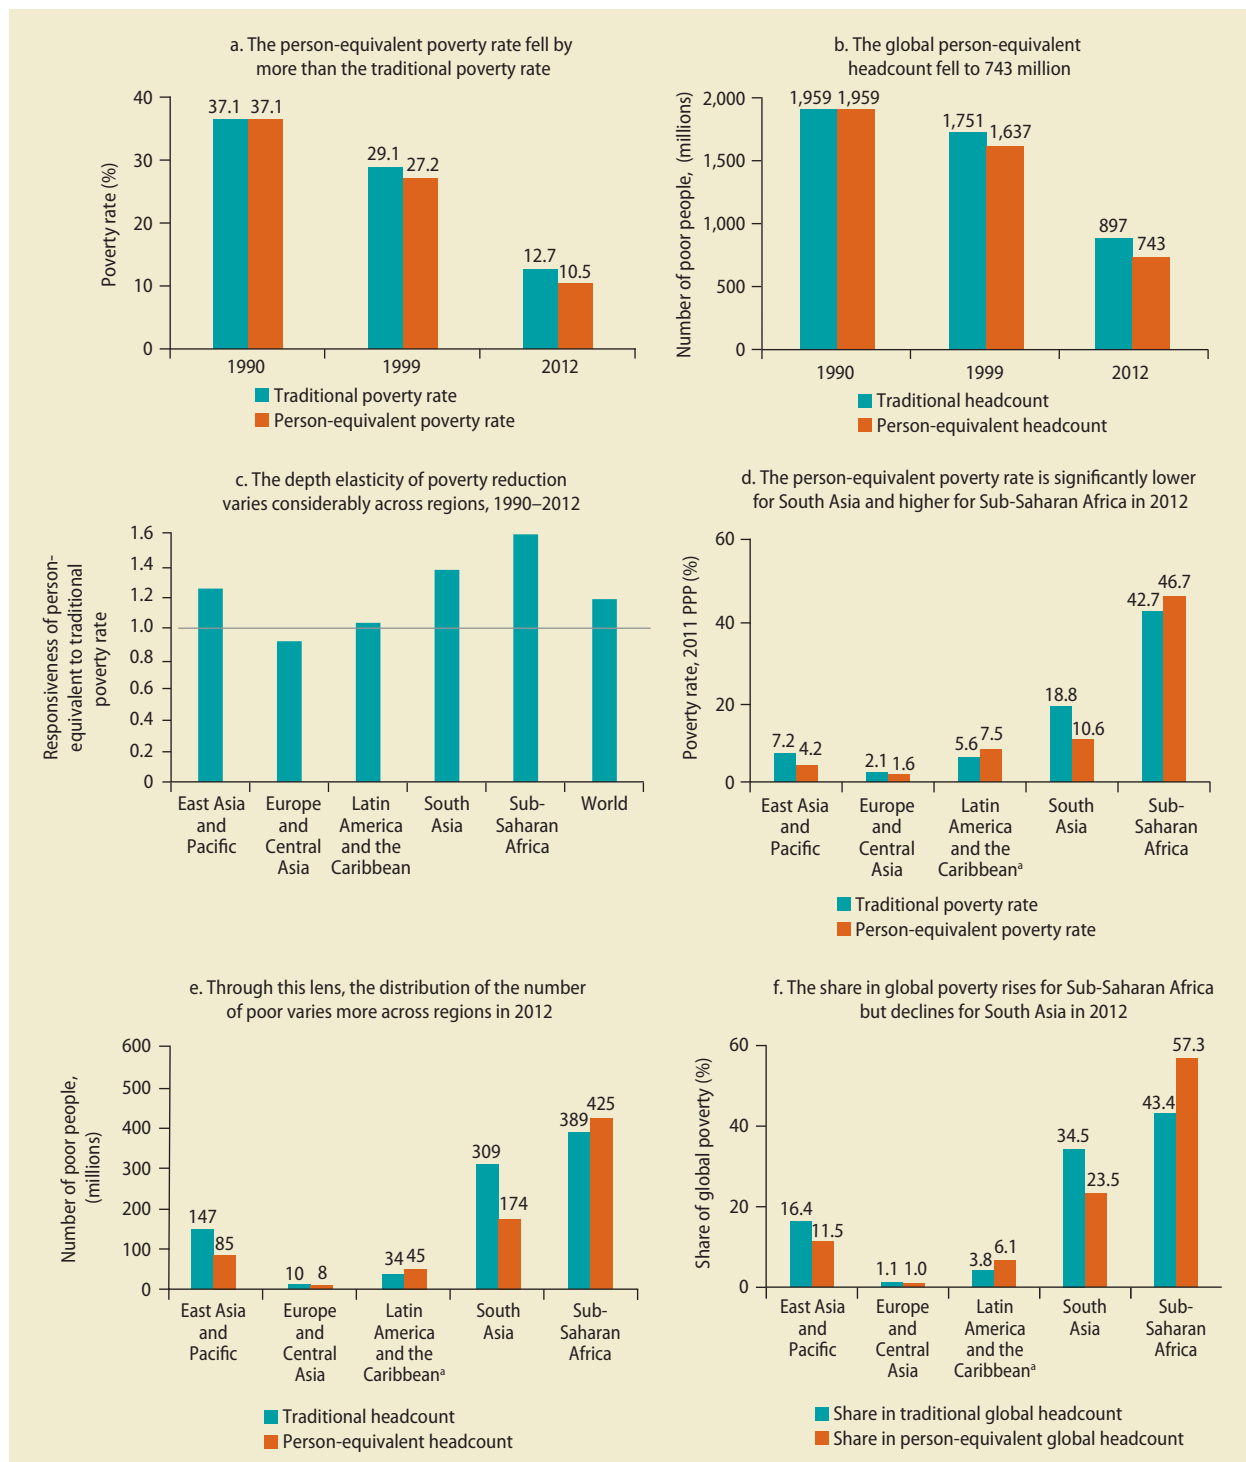 a. The person-equivalent poverty rate fell by
more than the traditional poverty rate
Poverty rate (%)
40
30
20
10
0
37.1 37.1
29.1
27.2
12.7
10.5
1990 1999 2012
Traditional poverty rate
Person-equivalent poverty rate
b. The global person-equivalent
headcount fell to 743 million
Number of poor people, (millions)
2,000
1,500
1,000
500
0
1,959 1,959
1,751
1,637
897
743
1990 1999 2012
Traditional headcount
Person-equivalent headcount
c. The depth elasticity of poverty reduction
varies considerably across regions, 1990–2012
Responsiveness of person-
equivalent to traditional
poverty rate
1.6
1.4
1.2
1.0
0.8
0.6
0.4
0.2
0
East Asia
and
Pacific
Europe
and
Central
Asia
Latin
America
and the
Caribbean
South
Asia
Sub-
Saharan
Africa
World
d. The person-equivalent poverty rate is significantly lower
for South Asia and higher for Sub-Saharan Africa in 2012
Poverty rate, 2011 PPP (%)
60
40
20
0
7.2 4.2
2.1 1.6
5.6 7.5
18.8
10.6
42.7
46.7
East Asia
and
Pacific
Europe
and
Central
Asia
Latin
America
and the
Caribbeanᵃ
South
Asia
Sub-
Saharan
Africa
Traditional poverty rate
Person-equivalent poverty rate
e. Through this lens, the distribution of the number
of poor varies more across regions in 2012
Number of poor people,
(millions)
600
500
400
300
200
100
0
147
85
10 8
34 45
309
174
389
425
East Asia
and
Pacific
Europe
and
Central
Asia
Latin
America
and the
Caribbeanᵃ
South
Asia
Sub-
Saharan
Africa
Traditional headcount
Person-equivalent headcount
f. The share in global poverty rises for Sub-Saharan Africa
but declines for South Asia in 2012
Share of global poverty (%)
60
40
20
0
16.4
11.5
1.1 1.0
3.8
6.1
34.5
23.5
43.4
57.3
East Asia
and
Pacific
Europe
and
Central
Asia
Latin
America
and the
Caribbeanᵃ
South
Asia
Sub-
Saharan
Africa
Share in traditional global headcount
Share in person-equivalent global headcount